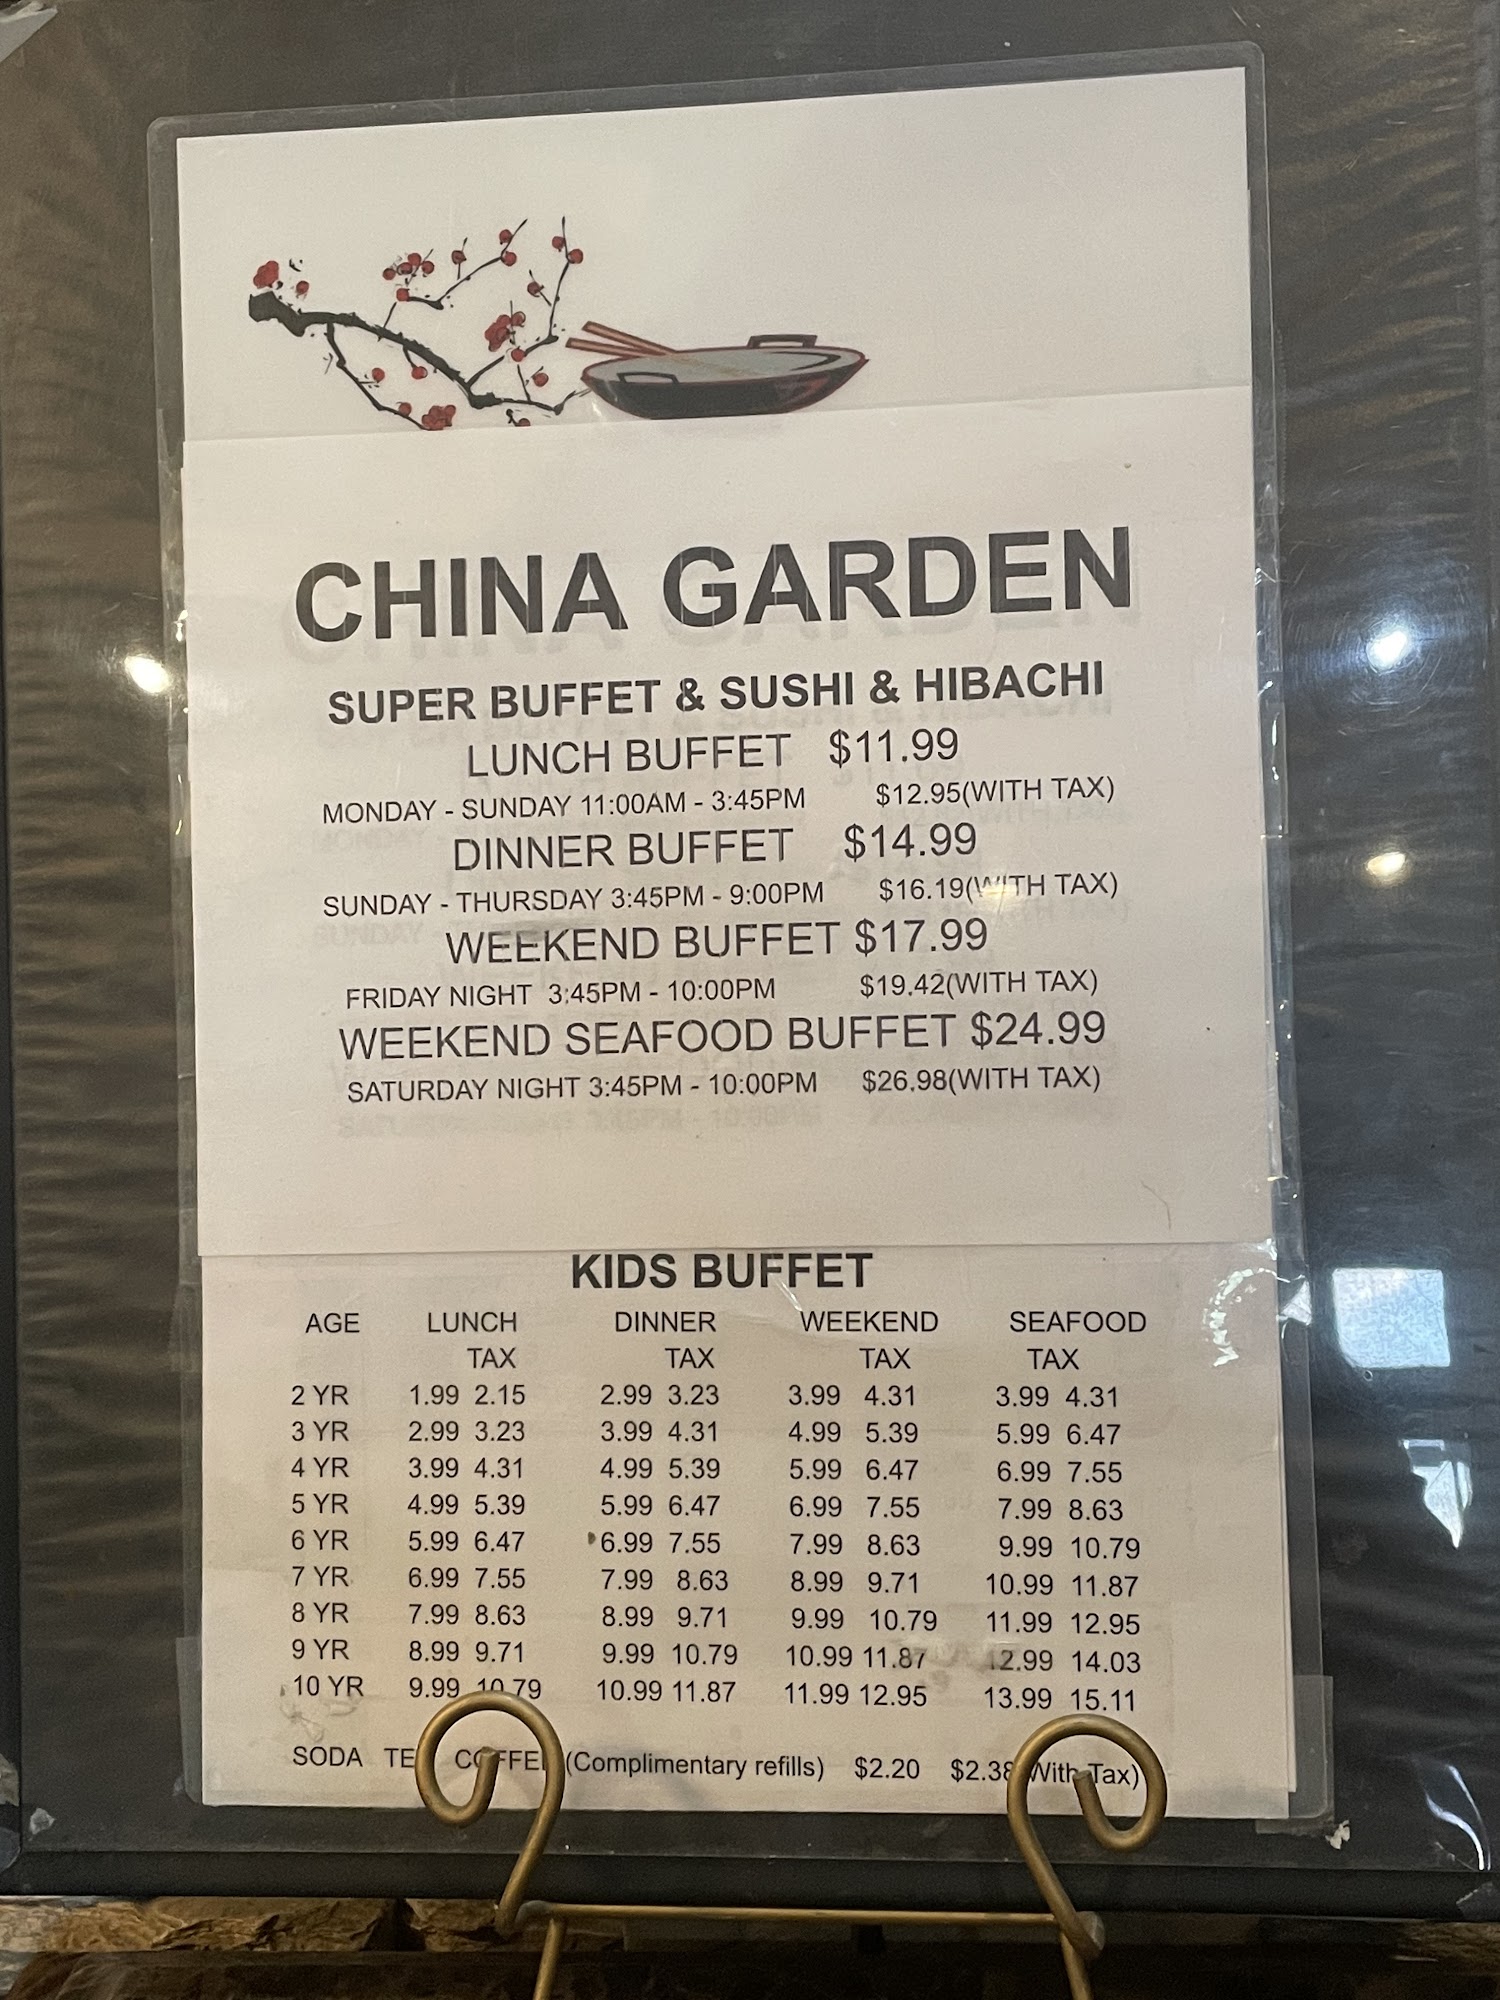 CHINA GARDEN
SUPER BUFFET & SUSHI & HIBACHI
LUNCH BUFFET $11.99
MONDAY - SUNDAY 11:00AM - 3:45PM $12.95(WITH TAX)
DINNER BUFFET $14.99
SUNDAY - THURSDAY 3:45PM - 9:00PM $16.19(WITH TAX)
WEEKEND BUFFET $17.99
FRIDAY NIGHT 3:45PM - 10:00PM $19.42(WITH TAX)
WEEKEND SEAFOOD BUFFET $24.99
SATURDAY NIGHT 3:45PM - 10:00PM $26.98(WITH TAX)
KIDS BUFFET
AGE LUNCH DINNER WEEKEND SEAFOOD
TAX TAX TAX TAX
2 YR 1.99 2.15 2.99 3.23 3.99 4.31 3.99 4.31
3 YR 2.99 3.23 3.99 4.31 4.99 5.39 5.99 6.47
4 YR 3.99 4.31 4.99 5.39 5.99 6.47 6.99 7.55
5 YR 4.99 5.39 5.99 6.47 6.99 7.55 7.99 8.63
6 YR 5.99 6.47 6.99 7.55 7.99 8.63 9.99 10.79
7 YR 6.99 7.55 7.99 8.63 8.99 9.71 10.99 11.87
8 YR 7.99 8.63 8.99 9.71 9.99 10.79 11.99 12.95
9 YR 8.99 9.71 9.99 10.79 10.99 11.87 12.99 14.03
10 YR 9.99 10.79 10.99 11.87 11.99 12.95 13.99 15.11
SODA TEA COFFEE (Complimentary refills) $2.20 $2.38(With Tax)